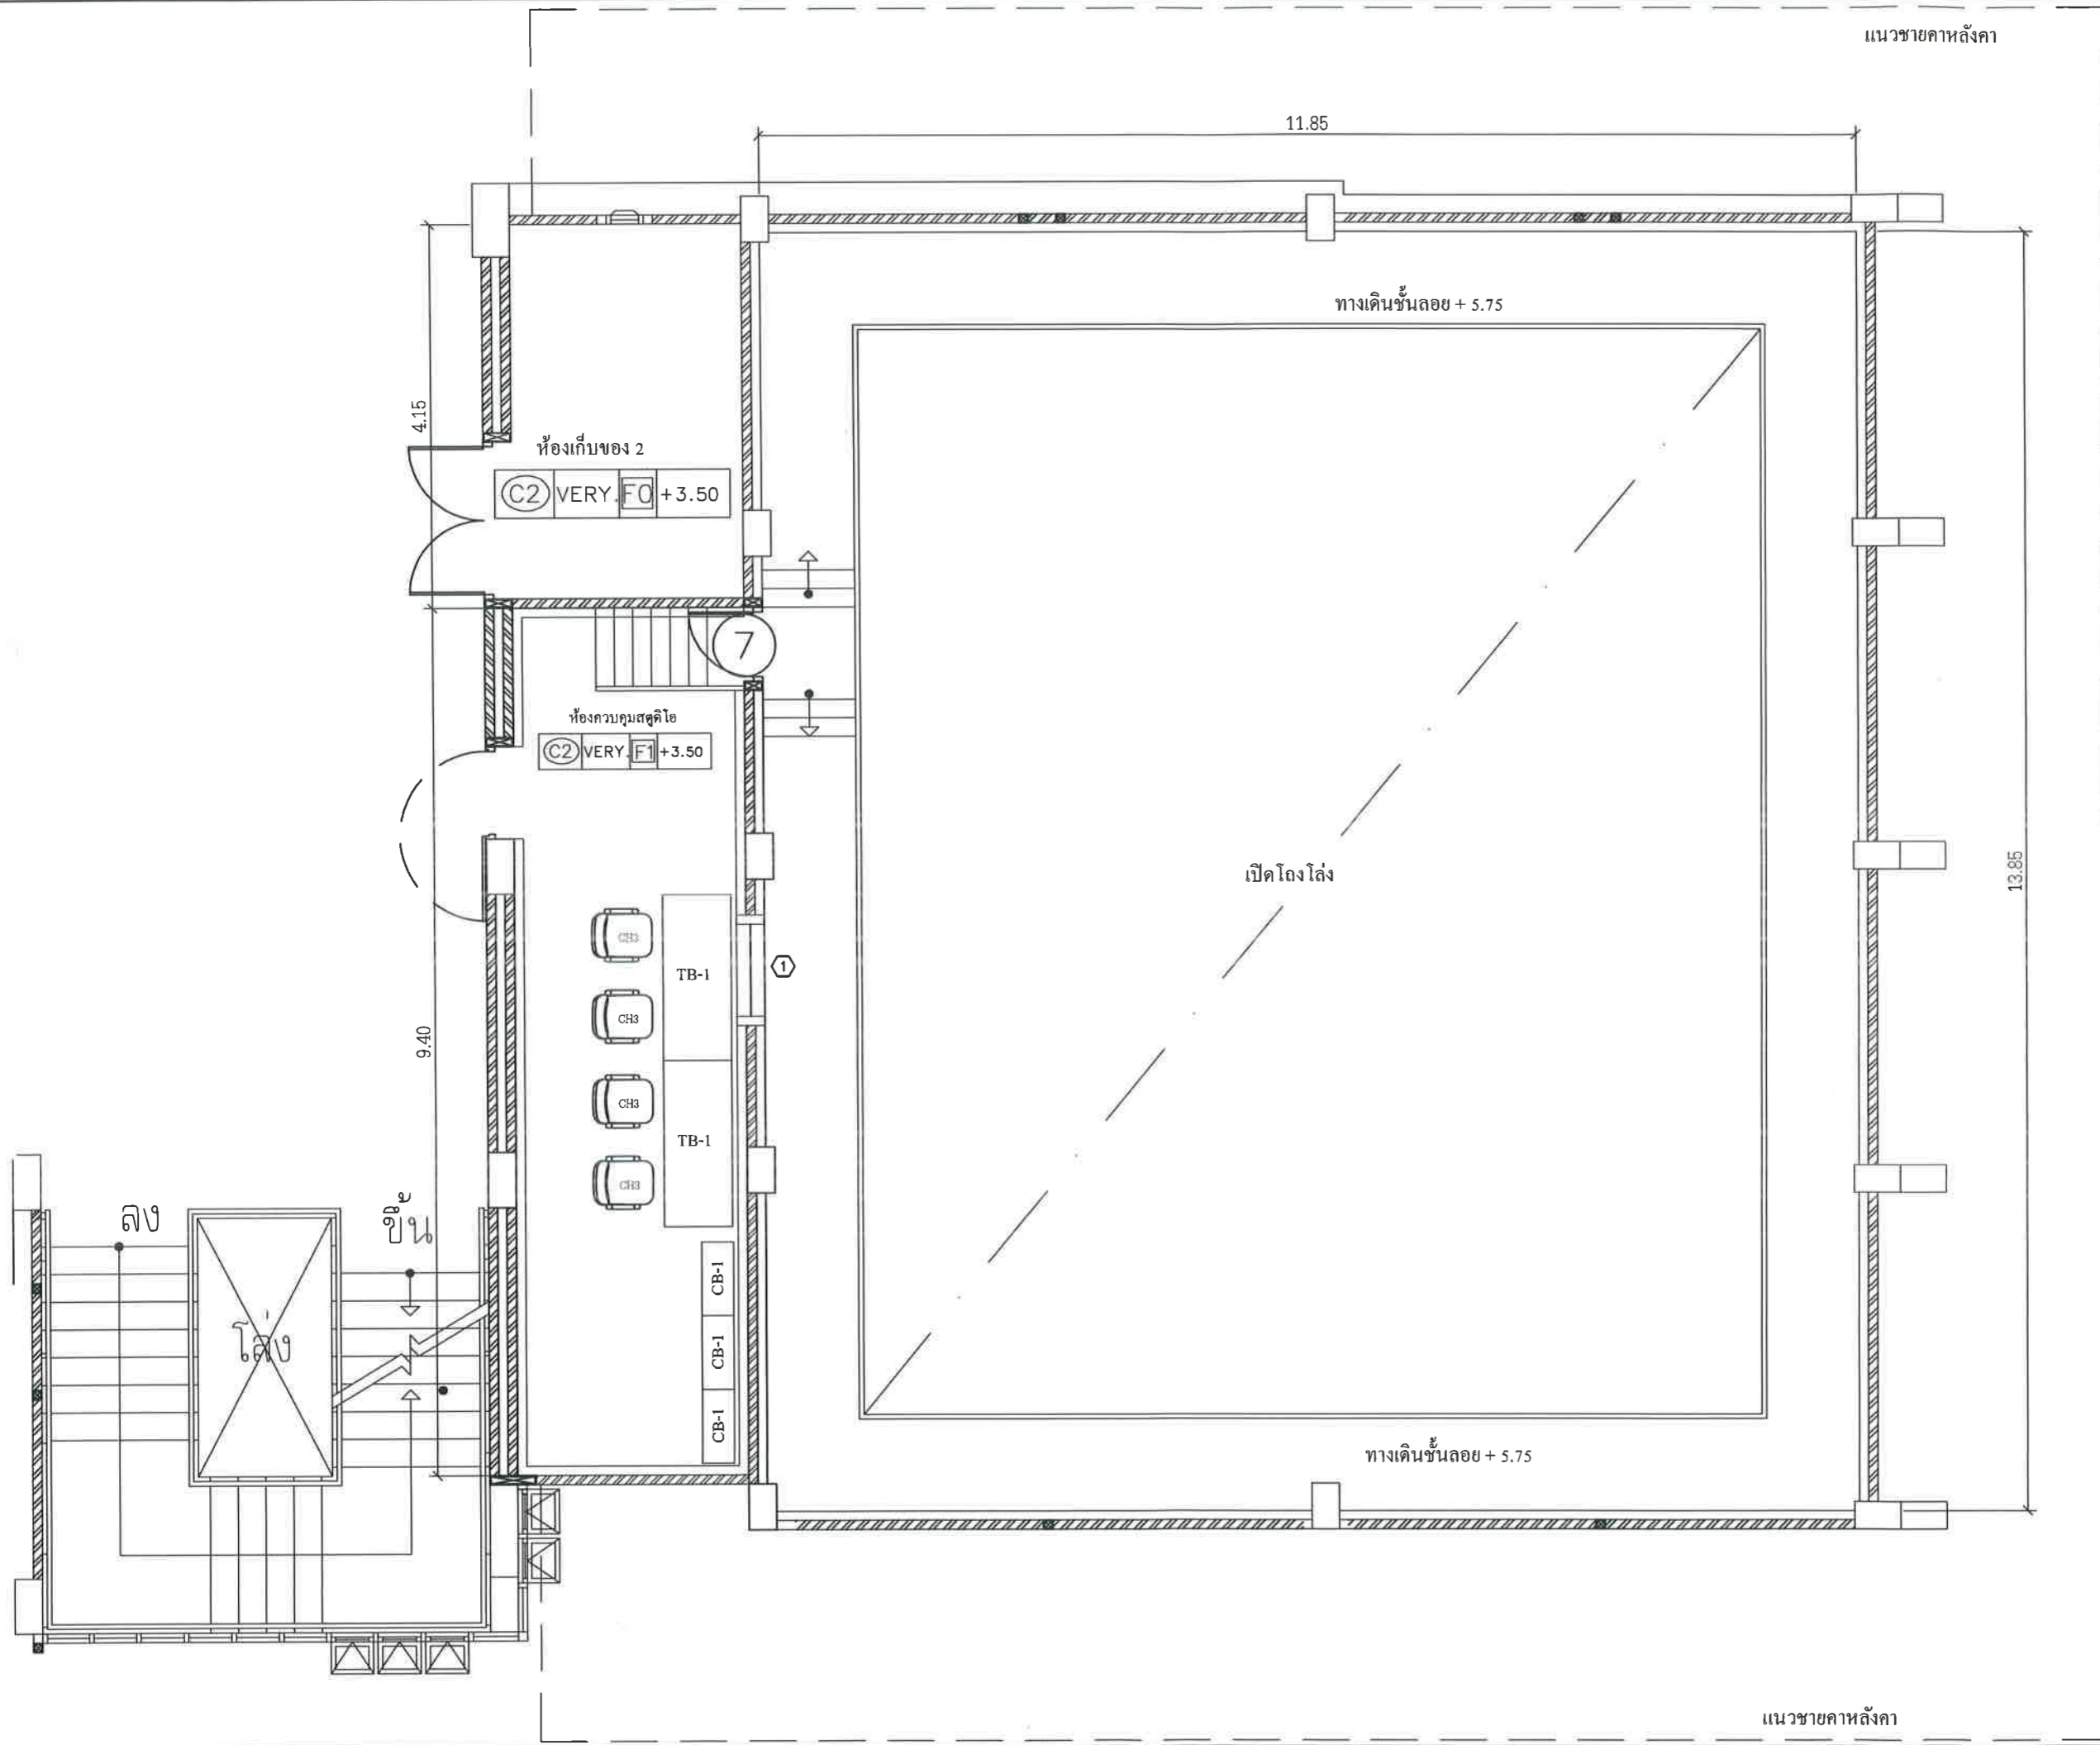 แนวชายคาหลังคา
11.85
ทางเดินชั้นลอย + 5.75
4.15
ห้องเก็บของ 2
C2 VERY. F0 +3.50
7
ห้องควบคุมสตูดิโอ
C2 VERY. F1 +3.50
13.85
เปิดโถงโล่ง
CH3
TB-1
1
CH3
9.40
CH3
TB-1
CH3
ลง
ขึ้น
CB-1
โล่ง
CB-1
CB-1
ทางเดินชั้นลอย + 5.75
แนวชายคาหลังคา